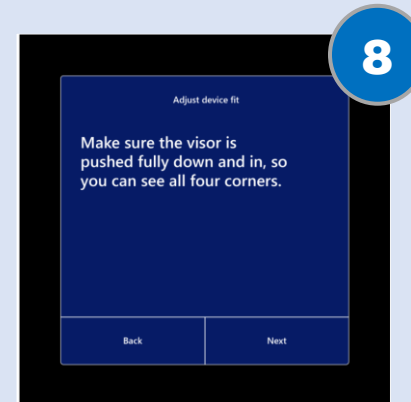 8
Adjust device fit
Make sure the visor is
pushed fully down and in, so
you can see all four corners.
Back Next